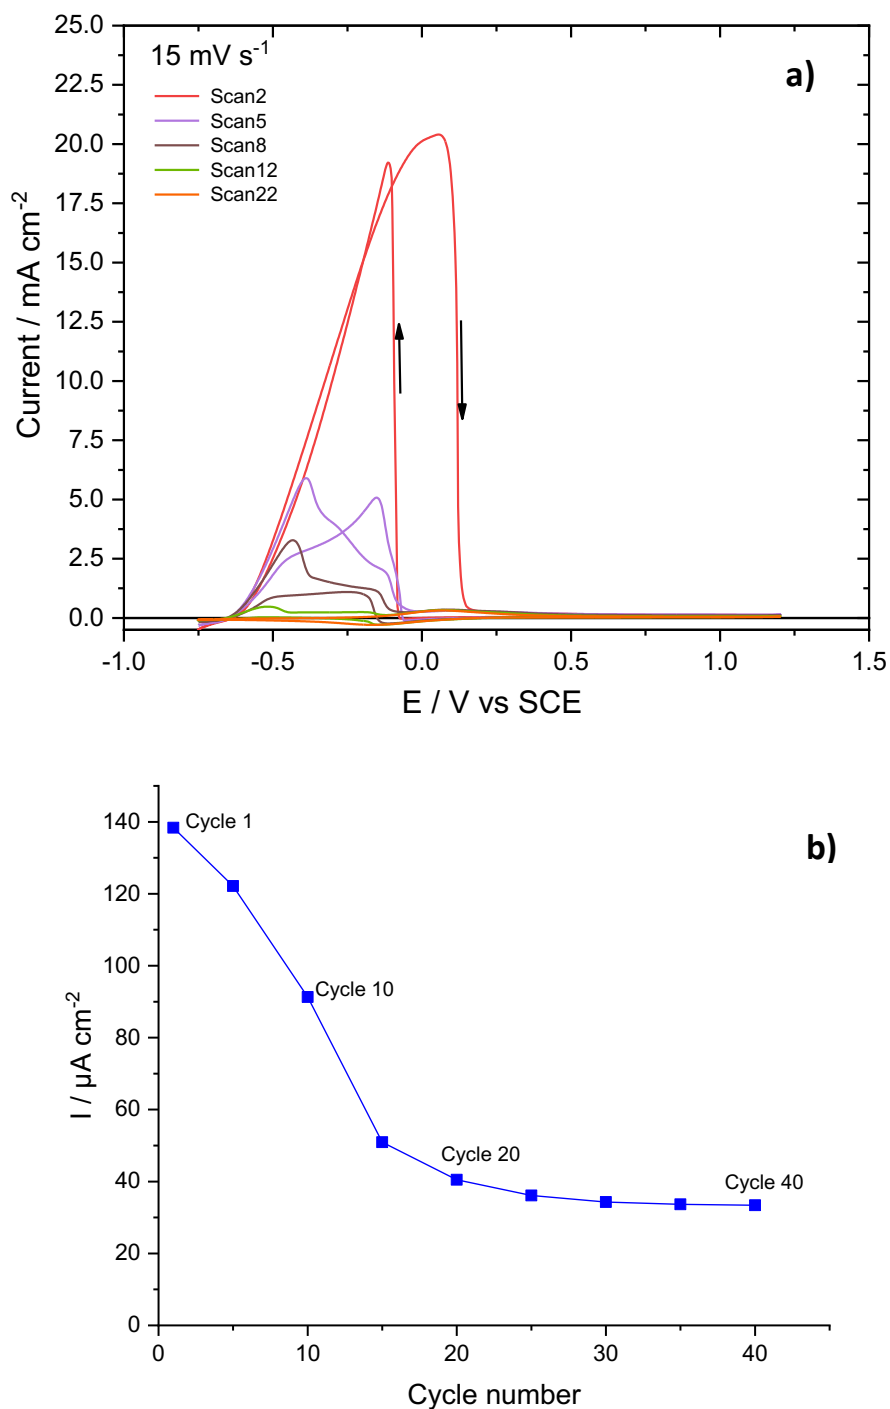 25.0
22.5
20.0
17.5
15.0
12.5
10.0
7.5
5.0
2.5
0.0
Current / mA cm⁻²
15 mV s⁻¹
a)
Scan2
Scan5
Scan8
Scan12
Scan22
-1.0 -0.5 0.0 0.5 1.0 1.5
E / V vs SCE
140
120
100
80
60
40
20
0
I / µA cm⁻²
b)
Cycle 1
Cycle 10
Cycle 20
Cycle 40
0 10 20 30 40
Cycle number